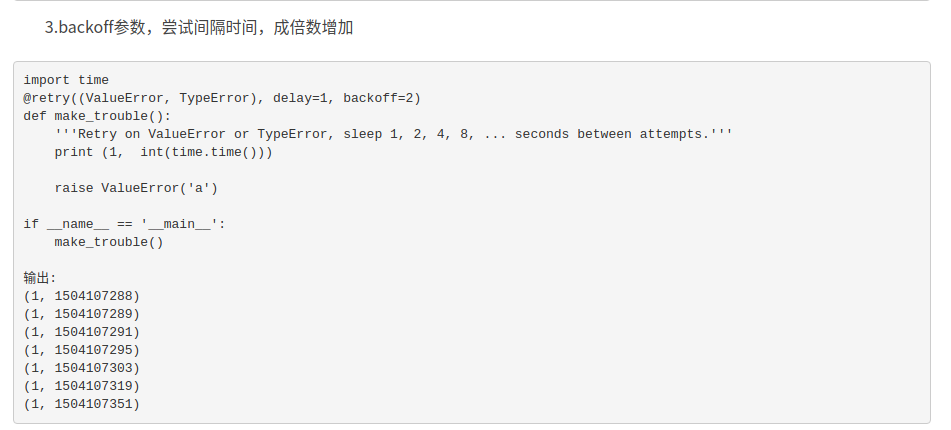 3.backoff参数，尝试间隔时间，成倍数增加
import time
@retry((ValueError, TypeError), delay=1, backoff=2)
def make_trouble():
    '''Retry on ValueError or TypeError, sleep 1, 2, 4, 8, ... seconds between attempts.'''
    print (1,  int(time.time()))
    raise ValueError('a')
if __name__ == '__main__':
    make_trouble()
输出:
(1, 1504107288)
(1, 1504107289)
(1, 1504107291)
(1, 1504107295)
(1, 1504107303)
(1, 1504107319)
(1, 1504107351)